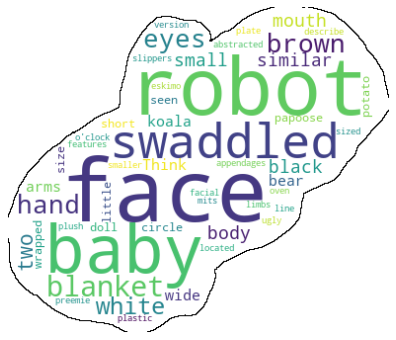 version
plate
mouth
abstracted
describe
eyes
brown
slippers
small
similar
eskimo
robot
seen
potato
koala
papoose
o'clock
short
sized
features
swaddled
smaller
Think
appendages
black
size
face
little
facial
oven
bear
arms
mits
limbs
line
hand
ugly
plush
doll
circle
body
two
wrapped
baby
located
blanket
wide
preemie
white
plastic